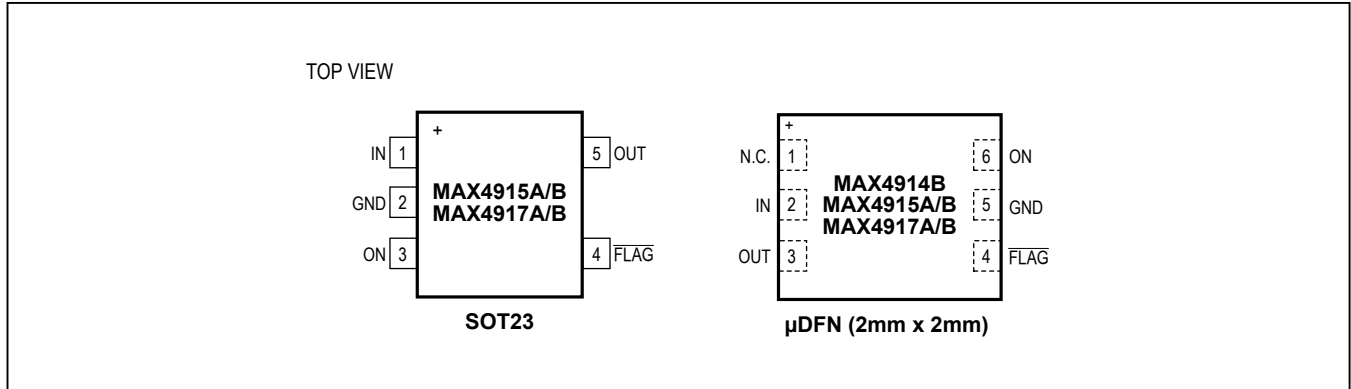 TOP VIEW
+
IN 1
5 OUT
GND 2
MAX4915A/B
MAX4917A/B
ON 3
4 FLAG
SOT23
+
N.C. 1
6 ON
MAX4914B
MAX4915A/B
MAX4917A/B
IN 2
5 GND
OUT 3
4 FLAG
µDFN (2mm x 2mm)